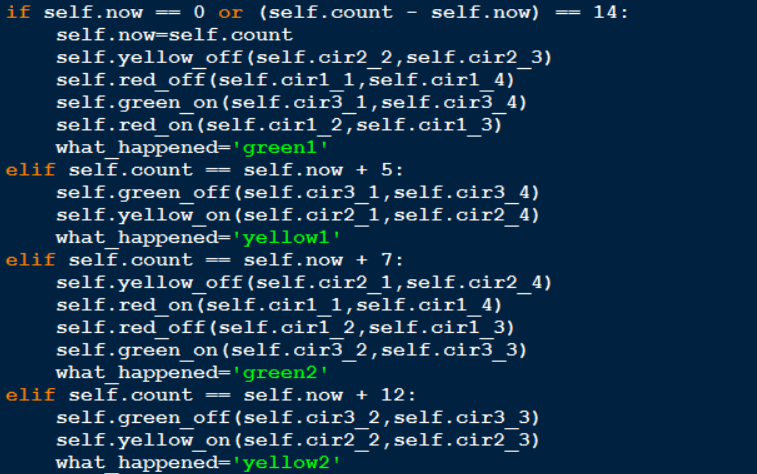 if self.now == 0 or (self.count - self.now) == 14:
    self.now=self.count
    self.yellow_off(self.cir2_2,self.cir2_3)
    self.red_off(self.cir1_1,self.cir1_4)
    self.green_on(self.cir3_1,self.cir3_4)
    self.red_on(self.cir1_2,self.cir1_3)
    what_happened='green1'
elif self.count == self.now + 5:
    self.green_off(self.cir3_1,self.cir3_4)
    self.yellow_on(self.cir2_1,self.cir2_4)
    what_happened='yellow1'
elif self.count == self.now + 7:
    self.yellow_off(self.cir2_1,self.cir2_4)
    self.red_on(self.cir1_1,self.cir1_4)
    self.red_off(self.cir1_2,self.cir1_3)
    self.green_on(self.cir3_2,self.cir3_3)
    what_happened='green2'
elif self.count == self.now + 12:
    self.green_off(self.cir3_2,self.cir3_3)
    self.yellow_on(self.cir2_2,self.cir2_3)
    what_happened='yellow2'